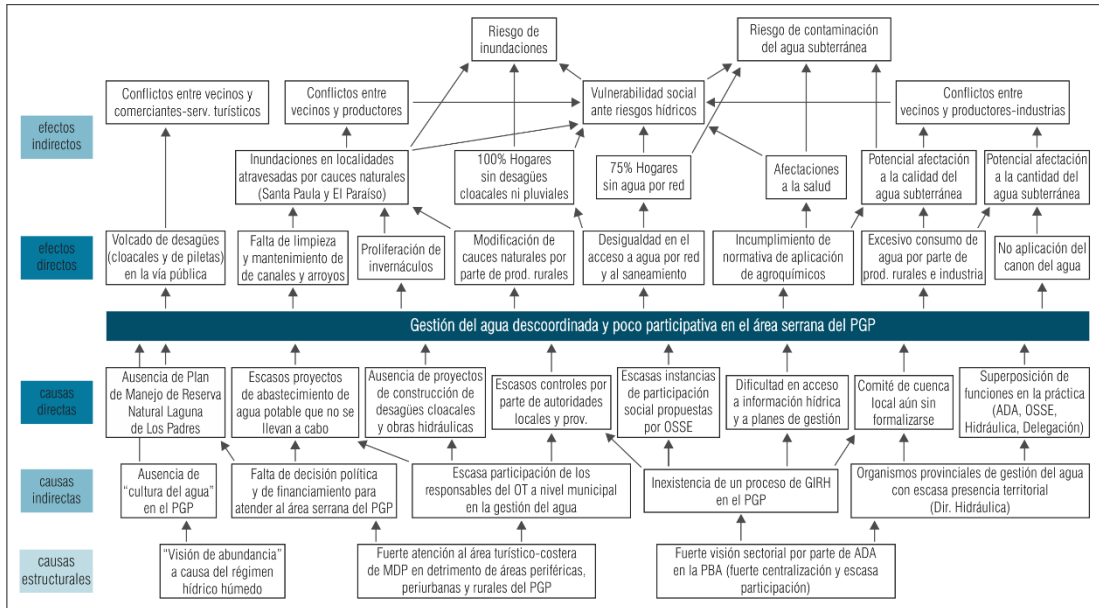 Riesgo de
inundaciones
Riesgo de contaminación
del agua subterránea
Conflictos entre vecinos y
comerciantes-serv. turísticos
Conflictos entre
vecinos y productores
Vulnerabilidad social
ante riesgos hídricos
Conflictos entre
vecinos y productores-industrias
efectos
indirectos
Inundaciones en localidades
atravesadas por cauces naturales
(Santa Paula y El Paraíso)
100% Hogares
sin desagües
cloacales ni pluviales
75% Hogares
sin agua por red
Afectaciones
a la salud
Potencial afectación
a la calidad del
agua subterránea
Potencial afectación
a la cantidad del
agua subterránea
efectos
directos
Volcado de desagües
(cloacales y de piletas)
en la vía pública
Falta de limpieza
y mantenimiento
de canales y arroyos
Proliferación de
invernáculos
Modificación de
cauces naturales por
parte de prod. rurales
Desigualdad en el
acceso a agua por red
y al saneamiento
Incumplimiento de
normativa de aplicación
de agroquímicos
Excesivo consumo de
agua por parte de
prod. rurales e industria
No aplicación del
canon del agua
Gestión del agua descoordinada y poco participativa en el área serrana del PGP
causas
directas
Ausencia de Plan
de Manejo de Reserva
Natural Laguna
de Los Padres
Escasos proyectos
de abastecimiento de
agua potable que no se
llevan a cabo
Ausencia de proyectos
de construcción de
desagües cloacales
y obras hidráulicas
Escasos controles por
parte de autoridades
locales y prov.
Escasas instancias
de participación
social propuestas
por OSSE
Dificultad en acceso
a información hídrica
y a planes de gestión
Comité de cuenca
local aún sin
formalizarse
Superposición de
funciones en la práctica
(ADA, OSSE,
Hidráulica, Delegación)
causas
indirectas
Ausencia de
“cultura del agua”
en el PGP
Falta de decisión política
y de financiamiento para
atender al área serrana del PGP
Escasa participación de los
responsables del OT a nivel municipal
en la gestión del agua
Inexistencia de un proceso de GIRH
en el PGP
Organismos provinciales de gestión del agua
con escasa presencia territorial
(Dir. Hidráulica)
causas
estructurales
“Visión de abundancia”
a causa del régimen
hídrico húmedo
Fuerte atención al área turístico-costera
de MDP en detrimento de áreas periféricas,
periurbanas y rurales del PGP
Fuerte visión sectorial por parte de ADA
en la PBA (fuerte centralización y escasa
participación)